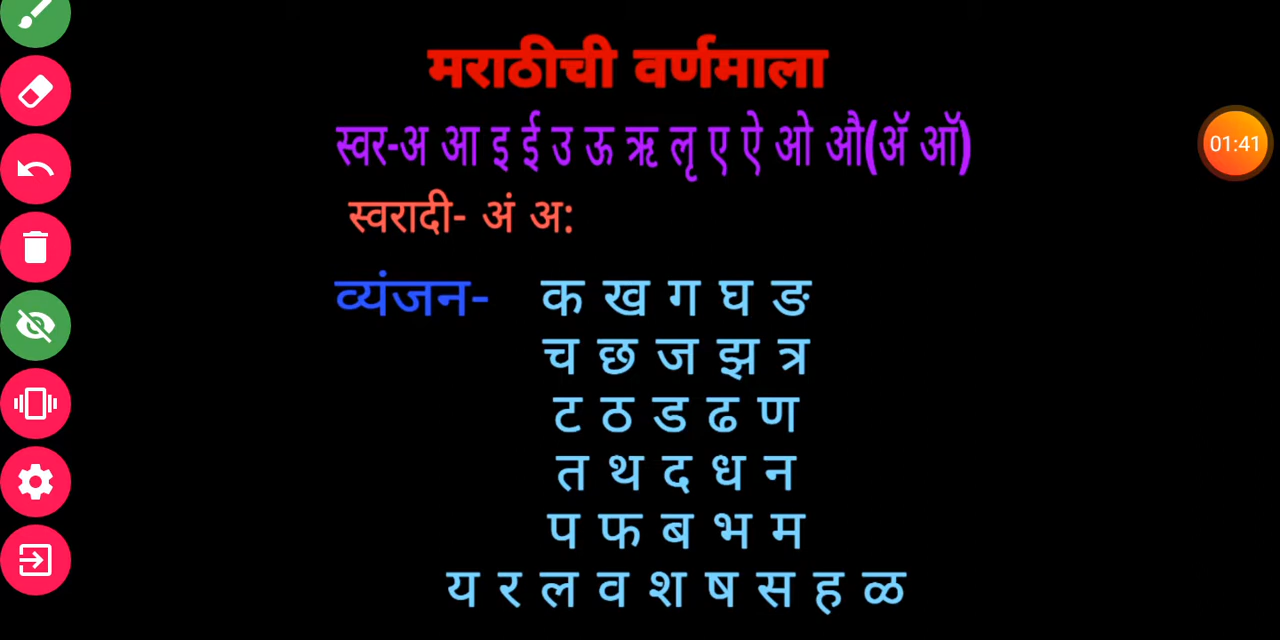 मराठीची वर्णमाला
स्वर-अ आ इ ई उ ऊ ऋ लृ ए ऐ ओ औ(ॲ ऑ)
01:41
स्वरादी- अं अ:
व्यंजन- क ख ग घ ङ
च छ ज झ त्र
ट ठ ड ढ ण
त थ द ध न
प फ ब भ म
य र ल व श ष स ह ळ